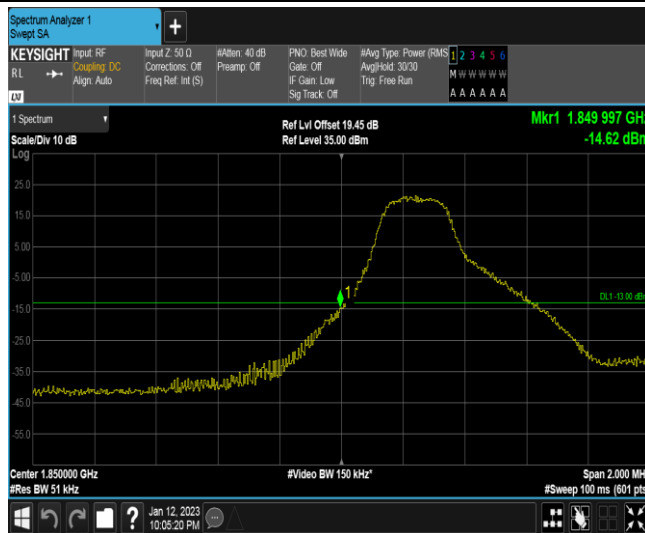 Spectrum Analyzer 1
Swept SA
+
KEYSIGHT
RL
Input: RF
Coupling: DC
Align: Auto
Input Z: 50 Ω
Corrections: Off
Freq Ref: Int (S)
#Atten: 40 dB
Preamp: Off
PNO: Best Wide
Gate: Off
IF Gain: Low
Sig Track: Off
#Avg Type: Power (RMS
Avg|Hold: 30/30
Trig: Free Run
1 2 3 4 5 6
M W W W W W
A A A A A A
1 Spectrum
Scale/Div 10 dB
Ref Lvl Offset 19.45 dB
Ref Level 35.00 dBm
Mkr1 1.849 997 GH
-14.62 dBm
Log
25.0
15.0
5.00
-5.00
-15.0
-25.0
-35.0
-45.0
-55.0
1
DL1 -13.00 dB
Center 1.850000 GHz
#Res BW 51 kHz
#Video BW 150 kHz*
Span 2.000 MH
#Sweep 100 ms (601 pts
?
Jan 12, 2023
10:05:20 PM